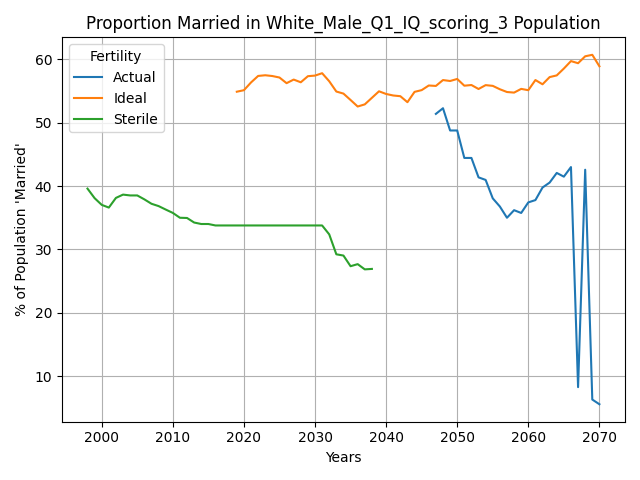 Proportion Married in White_Male_Q1_IQ_scoring_3 Population
% of Population 'Married'
60
50
40
30
20
10
Fertility
Actual
Ideal
Sterile
2000 2010 2020 2030 2040 2050 2060 2070
Years